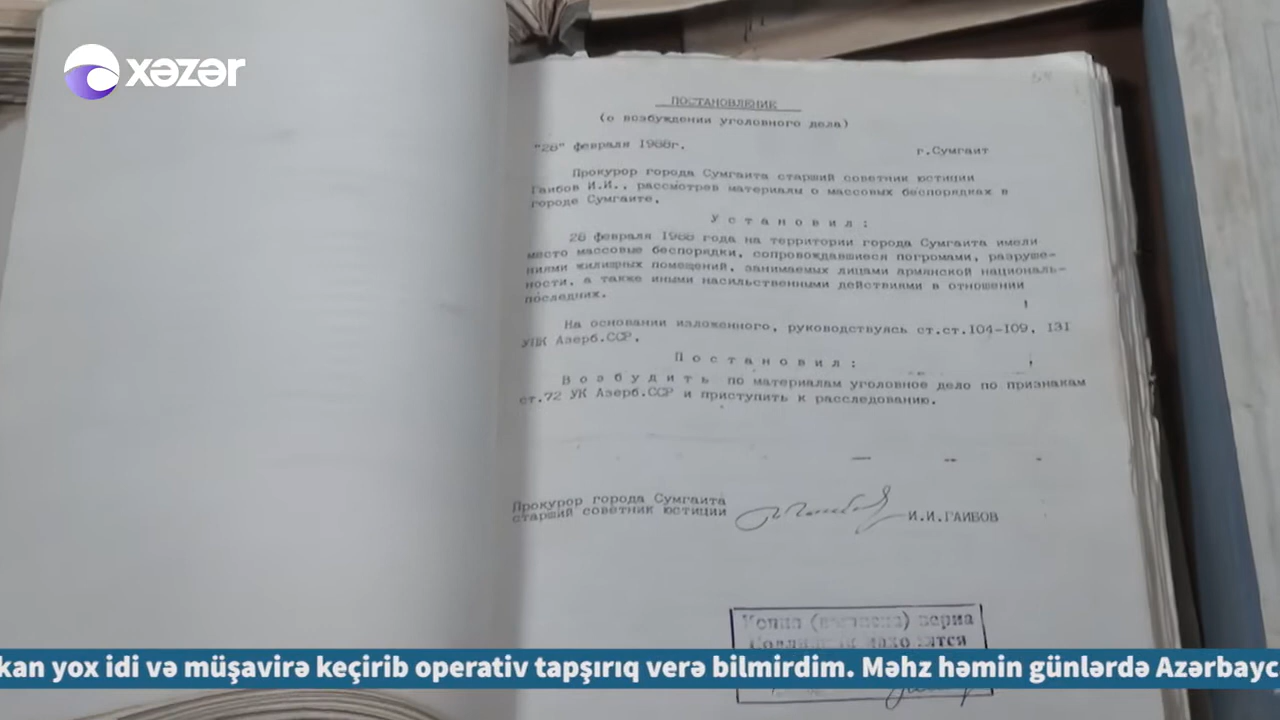 xəzər
54
ПОСТАНОВЛЕНИЕ
(о возбуждении уголовного дела)
"28" февраля 1988г.
г.Сумгаит
Прокурор города Сумгаита старший советник юстиции
Гаибов И.И., рассмотрев материалы о массовых беспорядках в
городе Сумгаите,
У с т а н о в и л :
28 февраля 1988 года на территории города Сумгаита имели
место массовые беспорядки, сопровождавшиеся погромами, разруше-
ниями жилищных помещений, занимаемых лицами армянской националь-
ности, а также иными насильственными действиями в отношении
последних.
На основании изложенного, руководствуясь ст.ст.104-109, 131
УПК Азерб.ССР,
П о с т а н о в и л :
В о з б у д и т ь по материалам уголовное дело по признакам
ст.72 УК Азерб.ССР и приступить к расследованию.
Прокурор города Сумгаита
старший советник юстиции
И.И.ГАИБОВ
Копия верна
kan yox idi və müşavirə keçirib operativ tapşırıq verə bilmirdim. Məhz həmin günlərdə Azərbayc